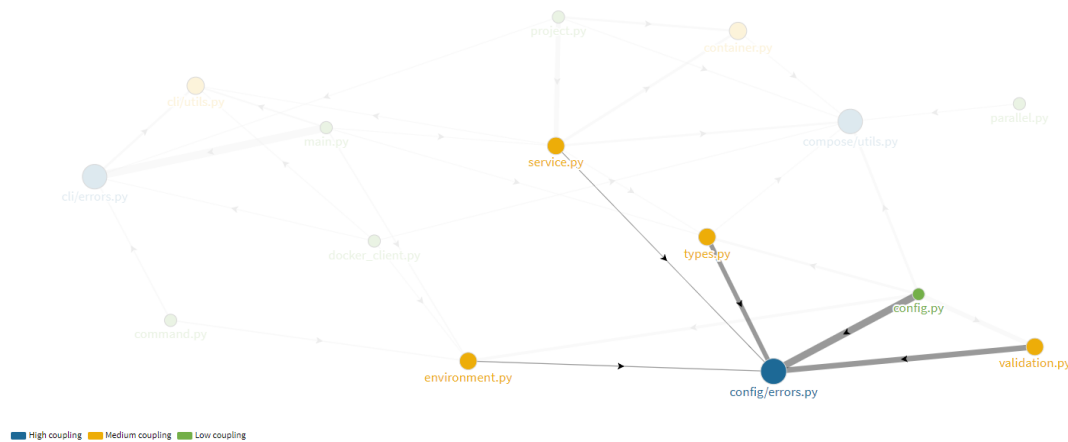 project.py
container.py
cli/utils.py
parallel.py
main.py
compose/utils.py
service.py
cli/errors.py
types.py
docker_client.py
config.py
command.py
validation.py
environment.py
config/errors.py
High coupling Medium coupling Low coupling